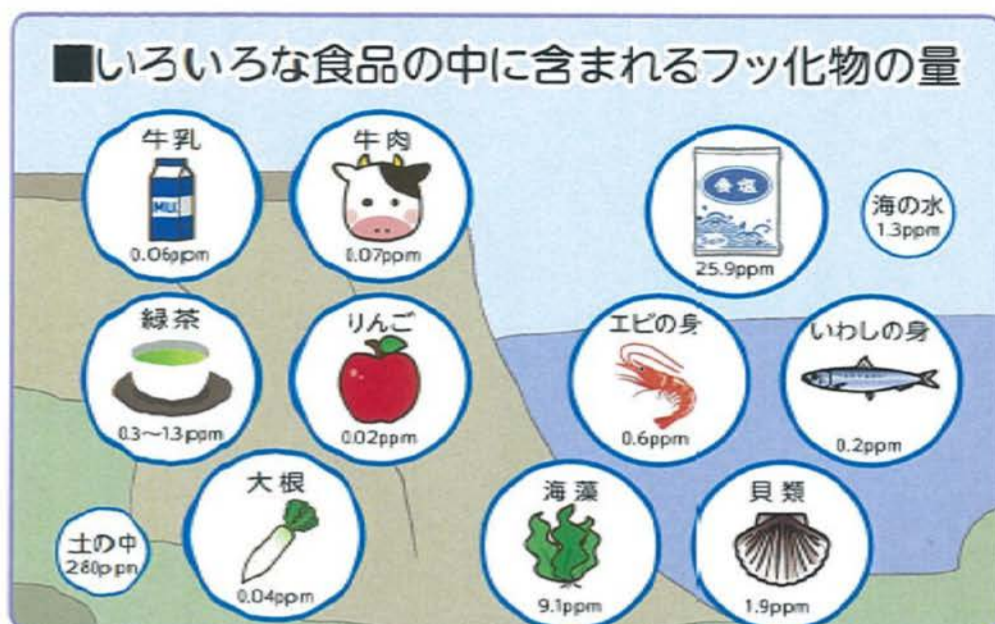 ■いろいろな食品の中に含まれるフッ化物の量
牛乳
MILK
0.06ppm
牛肉
0.07ppm
食塩
25.9ppm
海の水
1.3ppm
緑茶
0.3〜1.3ppm
りんご
0.02ppm
エビの身
0.6ppm
いわしの身
0.2ppm
土の中
280ppm
大根
0.04ppm
海藻
9.1ppm
貝類
1.9ppm